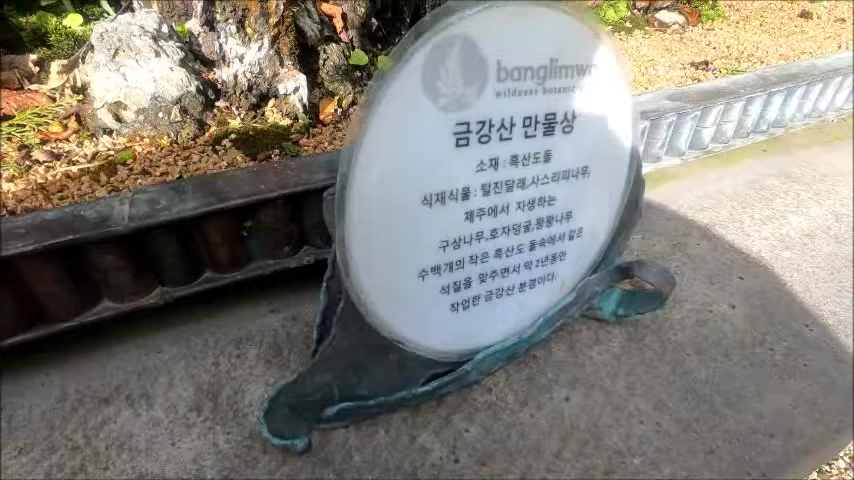 banglimw
wildness botanic
금강산 만물상
소재 : 흑산도돌
식재식물 : 털진달래,사스리피나무,
제주에서 자생하는
구상나무,호자덩굴,왕나무
수백개의 작은 흑산도 돌속에서 같은
석질을 맞추면서 약 2년동안
작업한 금강산 분경이다.